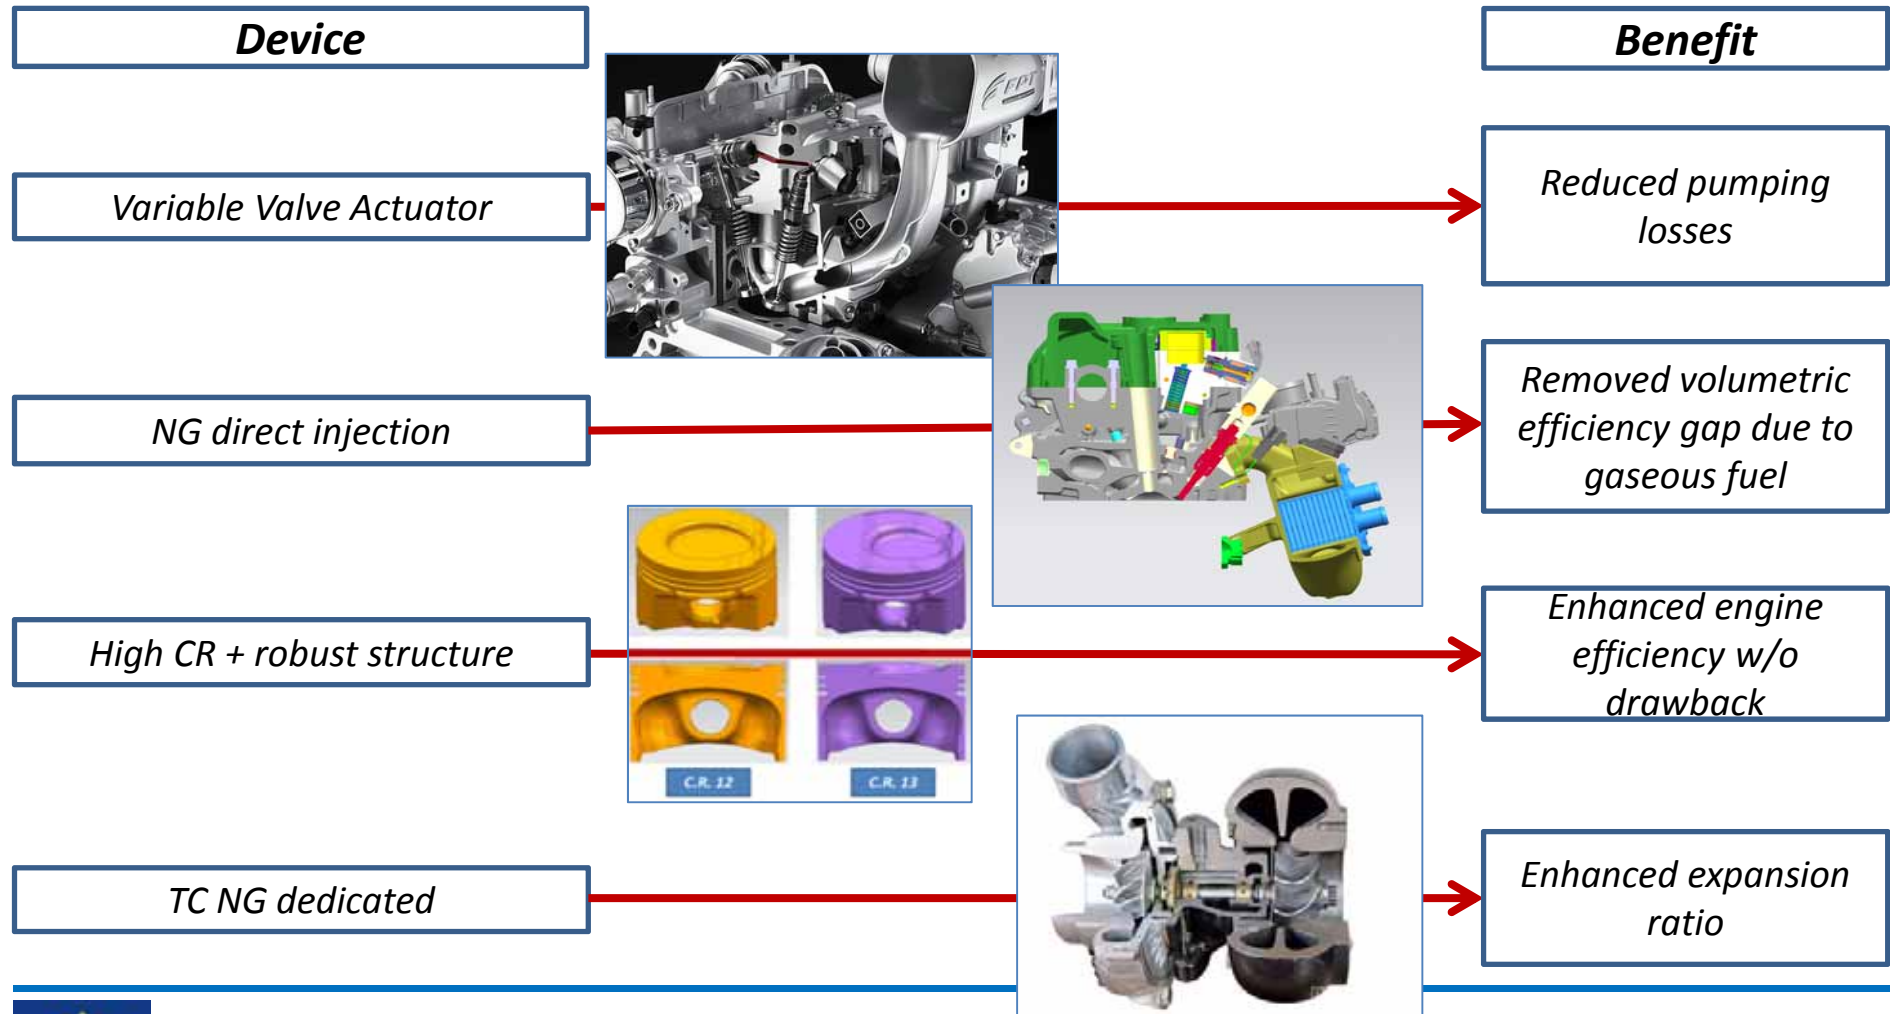 Device
Benefit
FPT
Variable Valve Actuator
Reduced pumping
losses
NG direct injection
Removed volumetric
efficiency gap due to
gaseous fuel
High CR + robust structure
Enhanced engine
efficiency w/o
drawback
C.R. 12
C.R. 13
TC NG dedicated
Enhanced expansion
ratio